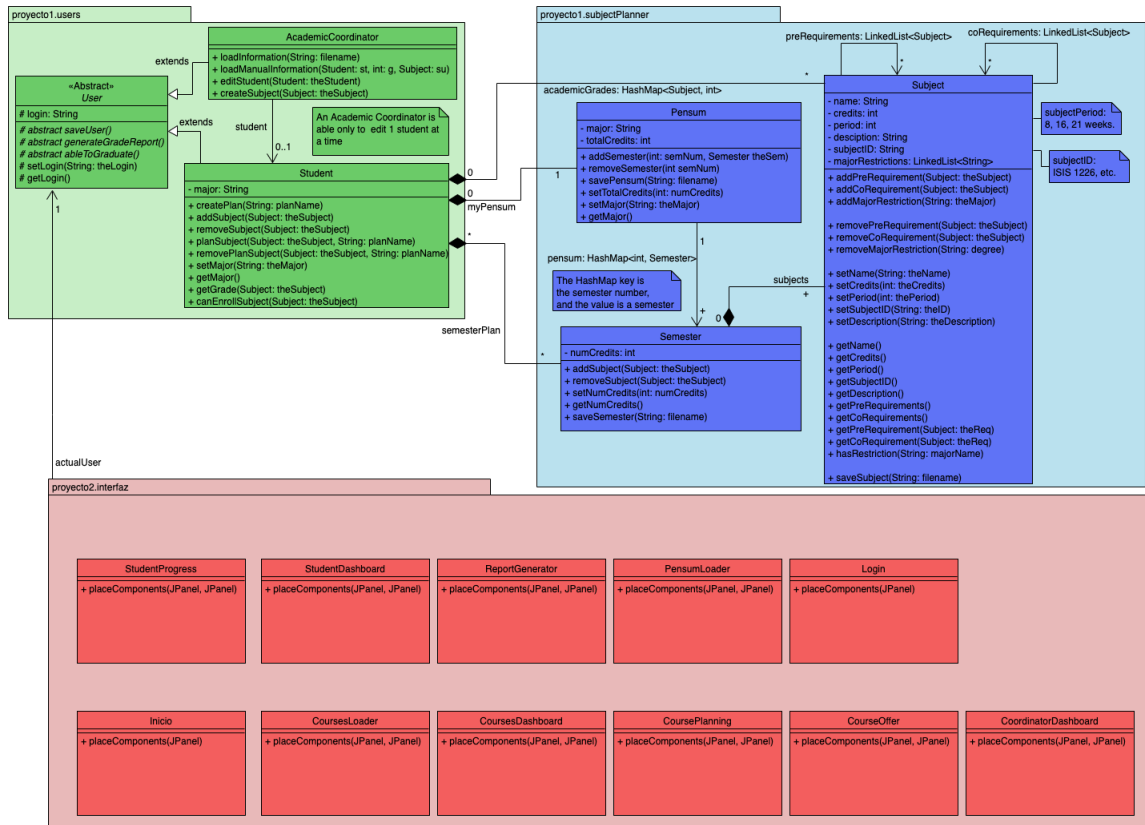 proyecto1.users
AcademicCoordinator
+ loadInformation(String: filename)
+ loadManualInformation(Student: st, int: g, Subject: su)
+ editStudent(Student: theStudent)
+ createSubject(Subject: theSubject)
extends
«Abstract»
User
# login: String
# abstract saveUser()
# abstract generateGradeReport()
# abstract ableToGraduate()
# setLogin(String: theLogin)
# getLogin()
extends
student
0..1
An Academic Coordinator is
able only to edit 1 student at
a time
Student
- major: String
+ createPlan(String: planName)
+ addSubject(Subject: theSubject)
+ removeSubject(Subject: theSubject)
+ planSubject(Subject: theSubject, String: planName)
+ removePlanSubject(Subject: theSubject, String: planName)
+ setMajor(String: theMajor)
+ getMajor()
+ getGrade(Subject: theSubject)
+ canEnrollSubject(Subject: theSubject)
0
0
myPensum
*
semesterPlan
1
actualUser
proyecto1.subjectPlanner
preRequirements: LinkedList<Subject>
coRequirements: LinkedList<Subject>
*
*
*
academicGrades: HashMap<Subject, int>
Pensum
- major: String
- totalCredits: int
+ addSemester(int: semNum, Semester theSem)
+ removeSemester(int semNum)
+ savePensum(String: filename)
+ setTotalCredits(int: numCredits)
+ setMajor(String: theMajor)
+ getMajor()
1
1
pensum: HashMap<int, Semester>
The HashMap key is
the semester number,
and the value is a semester
+
subjects
+
0
*
Semester
- numCredits: int
+ addSubject(Subject: theSubject)
+ removeSubject(Subject: theSubject)
+ setNumCredits(int: numCredits)
+ getNumCredits()
+ saveSemester(String: filename)
Subject
- name: String
- credits: int
- period: int
- desciption: String
- subjectID: String
- majorRestrictions: LinkedList<String>
+ addPreRequirement(Subject: theSubject)
+ addCoRequirement(Subject: theSubject)
+ addMajorRestriction(String: theMajor)
+ removePreRequirement(Subject: theSubject)
+ removeCoRequirement(Subject: theSubject)
+ removeMajorRestriction(String: degree)
+ setName(String: theName)
+ setCredits(int: theCredits)
+ setPeriod(int: thePeriod)
+ setSubjectID(String: theID)
+ setDescription(String: theDescription)
+ getName()
+ getCredits()
+ getPeriod()
+ getSubjectID()
+ getDescription()
+ getPreRequirements()
+ getCoRequirements()
+ getPreRequirement(Subject: theReq)
+ getCoRequirement(Subject: theReq)
+ hasRestriction(String: majorName)
+ saveSubject(String: filename)
subjectPeriod:
8, 16, 21 weeks.
subjectID:
ISIS 1226, etc.
proyecto2.interfaz
StudentProgress
+ placeComponents(JPanel, JPanel)
StudentDashboard
+ placeComponents(JPanel, JPanel)
ReportGenerator
+ placeComponents(JPanel, JPanel)
PensumLoader
+ placeComponents(JPanel, JPanel)
Login
+ placeComponents(JPanel)
Inicio
+ placeComponents(JPanel)
CoursesLoader
+ placeComponents(JPanel, JPanel)
CoursesDashboard
+ placeComponents(JPanel, JPanel)
CoursePlanning
+ placeComponents(JPanel, JPanel)
CourseOffer
+ placeComponents(JPanel, JPanel)
CoordinatorDashboard
+ placeComponents(JPanel, JPanel)